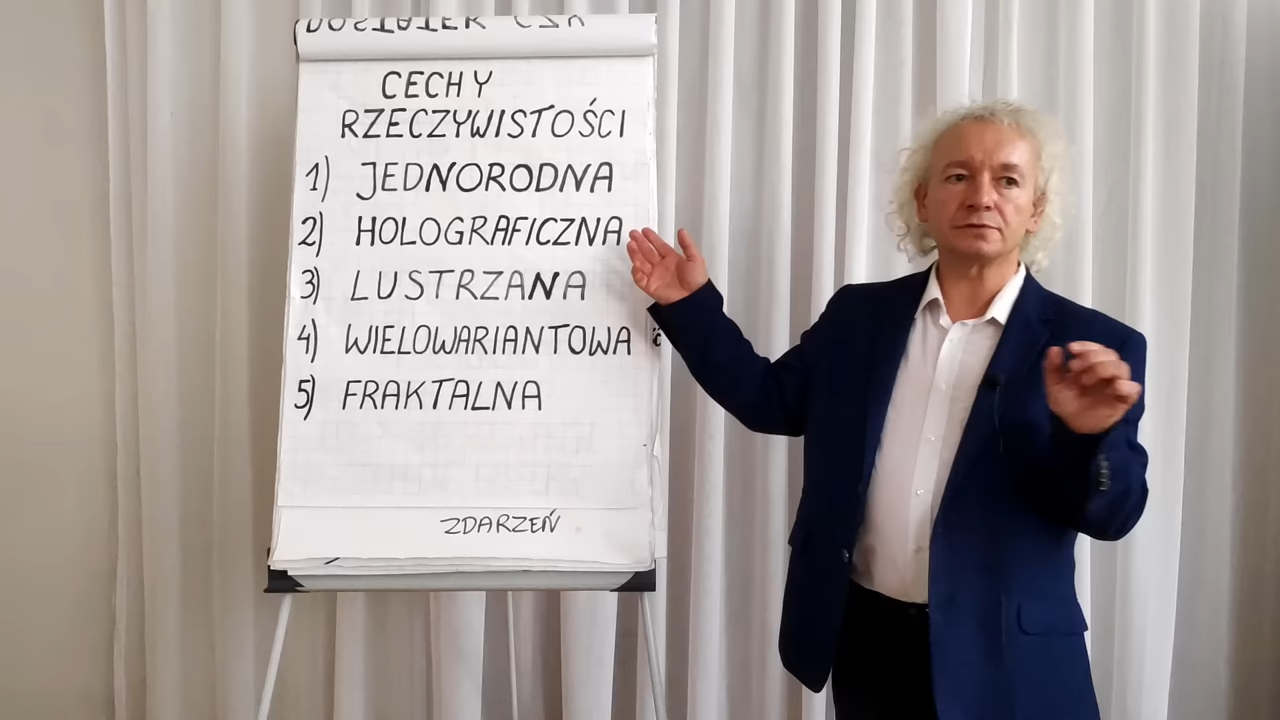 CECHY
RZECZYWISTOŚCI
1) JEDNORODNA
2) HOLOGRAFICZNA
3) LUSTRZANA
4) WIELOWARIANTOWA
5) FRAKTALNA
ZDARZEŃ